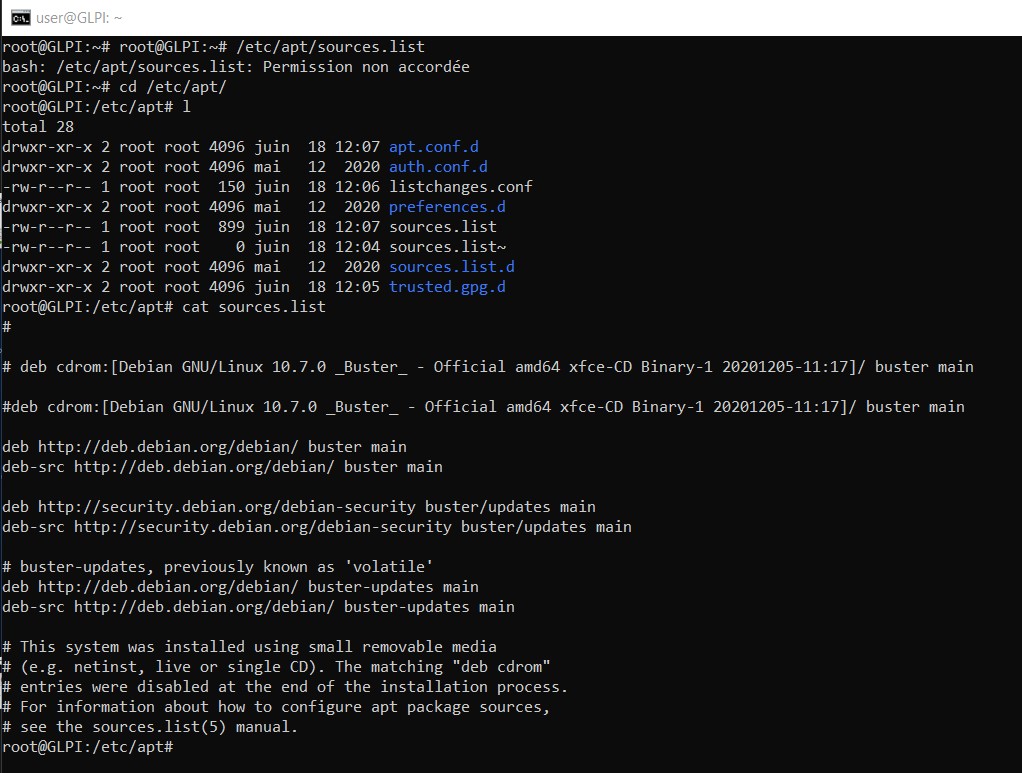 user@GLPI: ~
root@GLPI:~# root@GLPI:~# /etc/apt/sources.list
bash: /etc/apt/sources.list: Permission non accordée
root@GLPI:~# cd /etc/apt/
root@GLPI:/etc/apt# l
total 28
drwxr-xr-x 2 root root 4096 juin  18 12:07 apt.conf.d
drwxr-xr-x 2 root root 4096 mai   12  2020 auth.conf.d
-rw-r--r-- 1 root root  150 juin  18 12:06 listchanges.conf
drwxr-xr-x 2 root root 4096 mai   12  2020 preferences.d
-rw-r--r-- 1 root root  899 juin  18 12:07 sources.list
-rw-r--r-- 1 root root    0 juin  18 12:04 sources.list~
drwxr-xr-x 2 root root 4096 mai   12  2020 sources.list.d
drwxr-xr-x 2 root root 4096 juin  18 12:05 trusted.gpg.d
root@GLPI:/etc/apt# cat sources.list
#
# deb cdrom:[Debian GNU/Linux 10.7.0 _Buster_ - Official amd64 xfce-CD Binary-1 20201205-11:17]/ buster main
#deb cdrom:[Debian GNU/Linux 10.7.0 _Buster_ - Official amd64 xfce-CD Binary-1 20201205-11:17]/ buster main
deb http://deb.debian.org/debian/ buster main
deb-src http://deb.debian.org/debian/ buster main
deb http://security.debian.org/debian-security buster/updates main
deb-src http://security.debian.org/debian-security buster/updates main
# buster-updates, previously known as 'volatile'
deb http://deb.debian.org/debian/ buster-updates main
deb-src http://deb.debian.org/debian/ buster-updates main
# This system was installed using small removable media
# (e.g. netinst, live or single CD). The matching "deb cdrom"
# entries were disabled at the end of the installation process.
# For information about how to configure apt package sources,
# see the sources.list(5) manual.
root@GLPI:/etc/apt#